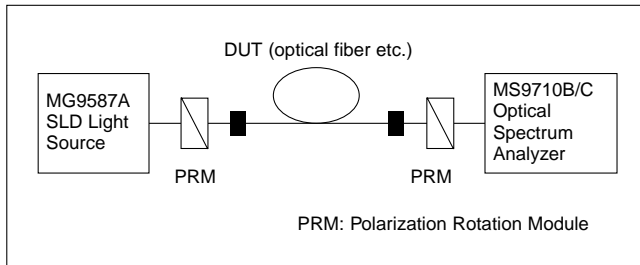 DUT (optical fiber etc.)
MG9587A
SLD Light
Source
MS9710B/C
Optical
Spectrum
Analyzer
PRM
PRM
PRM: Polarization Rotation Module